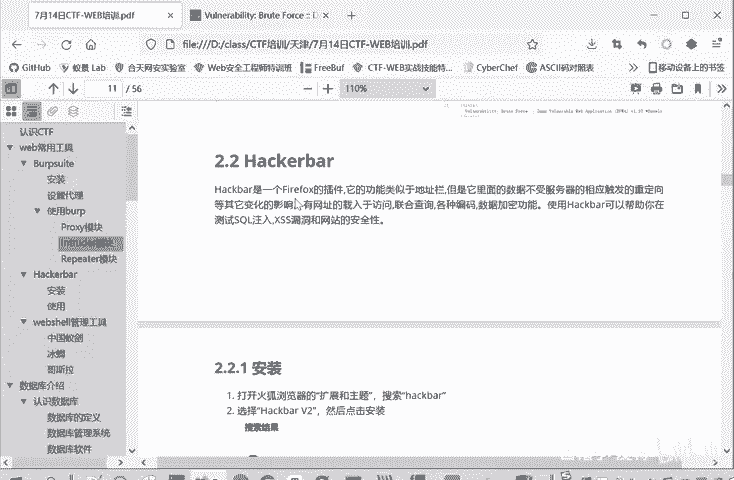 7月14日CTF-WEB培训.pdf
Vulnerability: Brute Force :: D
file:///D:/class/CTF培训/天津/7月14日CTF-WEB培训.pdf
GitHub 蚁景 Lab 合天网安实验室 Web安全工程师特训班 FreeBuf CTF-WEB实战技能特... CyberChef ASCII码对照表 移动设备上的书签
11 / 56
110%
认识CTF
web常用工具
Burpsuite
安装
设置代理
使用burp
Proxy模块
Intruder模块
Repeater模块
Hackerbar
安装
使用
webshell管理工具
中国蚁剑
冰蝎
哥斯拉
数据库介绍
认识数据库
数据库的定义
数据库管理系统
数据库软件
2.2 Hackerbar
Hackbar是一个Firefox的插件,它的功能类似于地址栏,但是它里面的数据不受服务器的相应触发的重定向
等其它变化的影响,有网址的载入于访问,联合查询,各种编码,数据加密功能。使用Hackbar可以帮助你在
测试SQL注入,XSS漏洞和网站的安全性。
2.2.1 安装
1. 打开火狐浏览器的“扩展和主题”，搜索“hackbar”
2. 选择“Hackbar V2”，然后点击安装
搜索结果